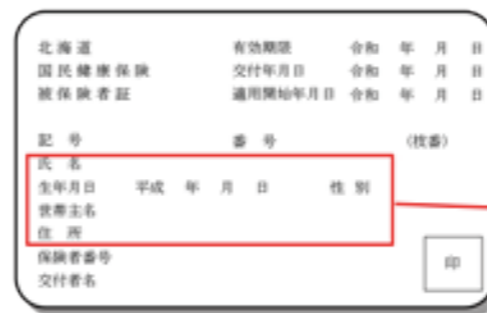 北海道 有効期限 令和 年 月 日
国民健康保険 交付年月日 令和 年 月 日
被保険者証 適用開始年月日 令和 年 月 日
記 号 番 号 (枝番)
氏 名
生年月日 平成 年 月 日 性 別
世帯主名
住 所
保険者番号
交付者名
印